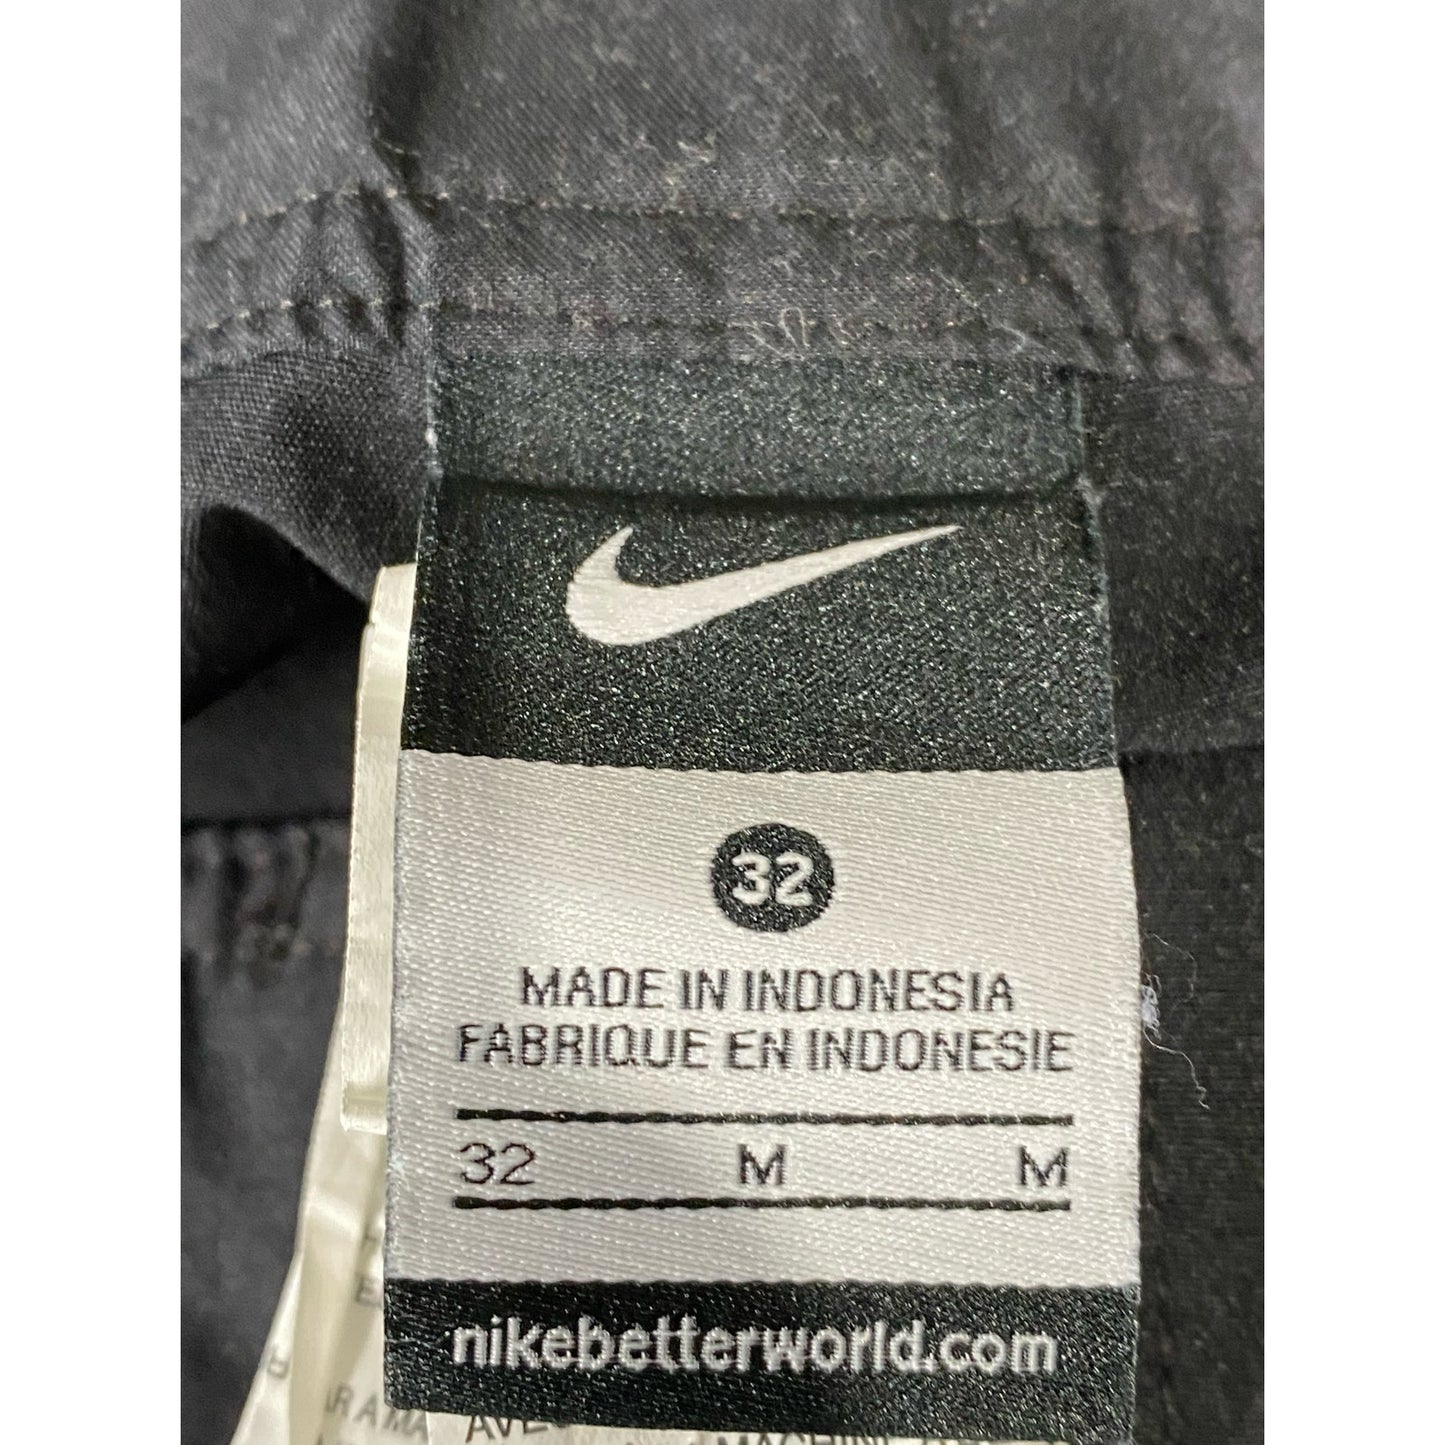 32
MADE IN INDONESIA
FABRIQUE EN INDONESIE
32 M M
nikebetterworld.com